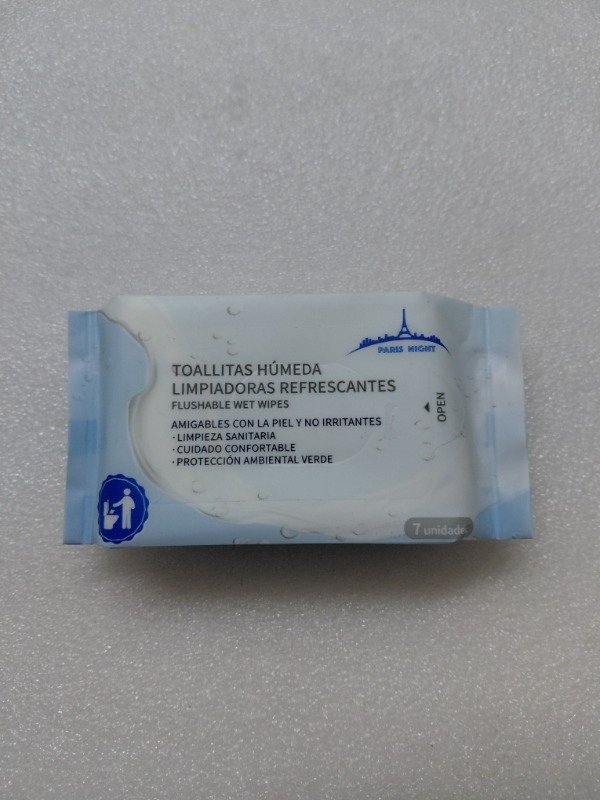 PARIS NIGHT
TOALLITAS HÚMEDA
LIMPIADORAS REFRESCANTES
FLUSHABLE WET WIPES
OPEN
AMIGABLES CON LA PIEL Y NO IRRITANTES
· LIMPIEZA SANITARIA
· CUIDADO CONFORTABLE
· PROTECCIÓN AMBIENTAL VERDE
7 unidades